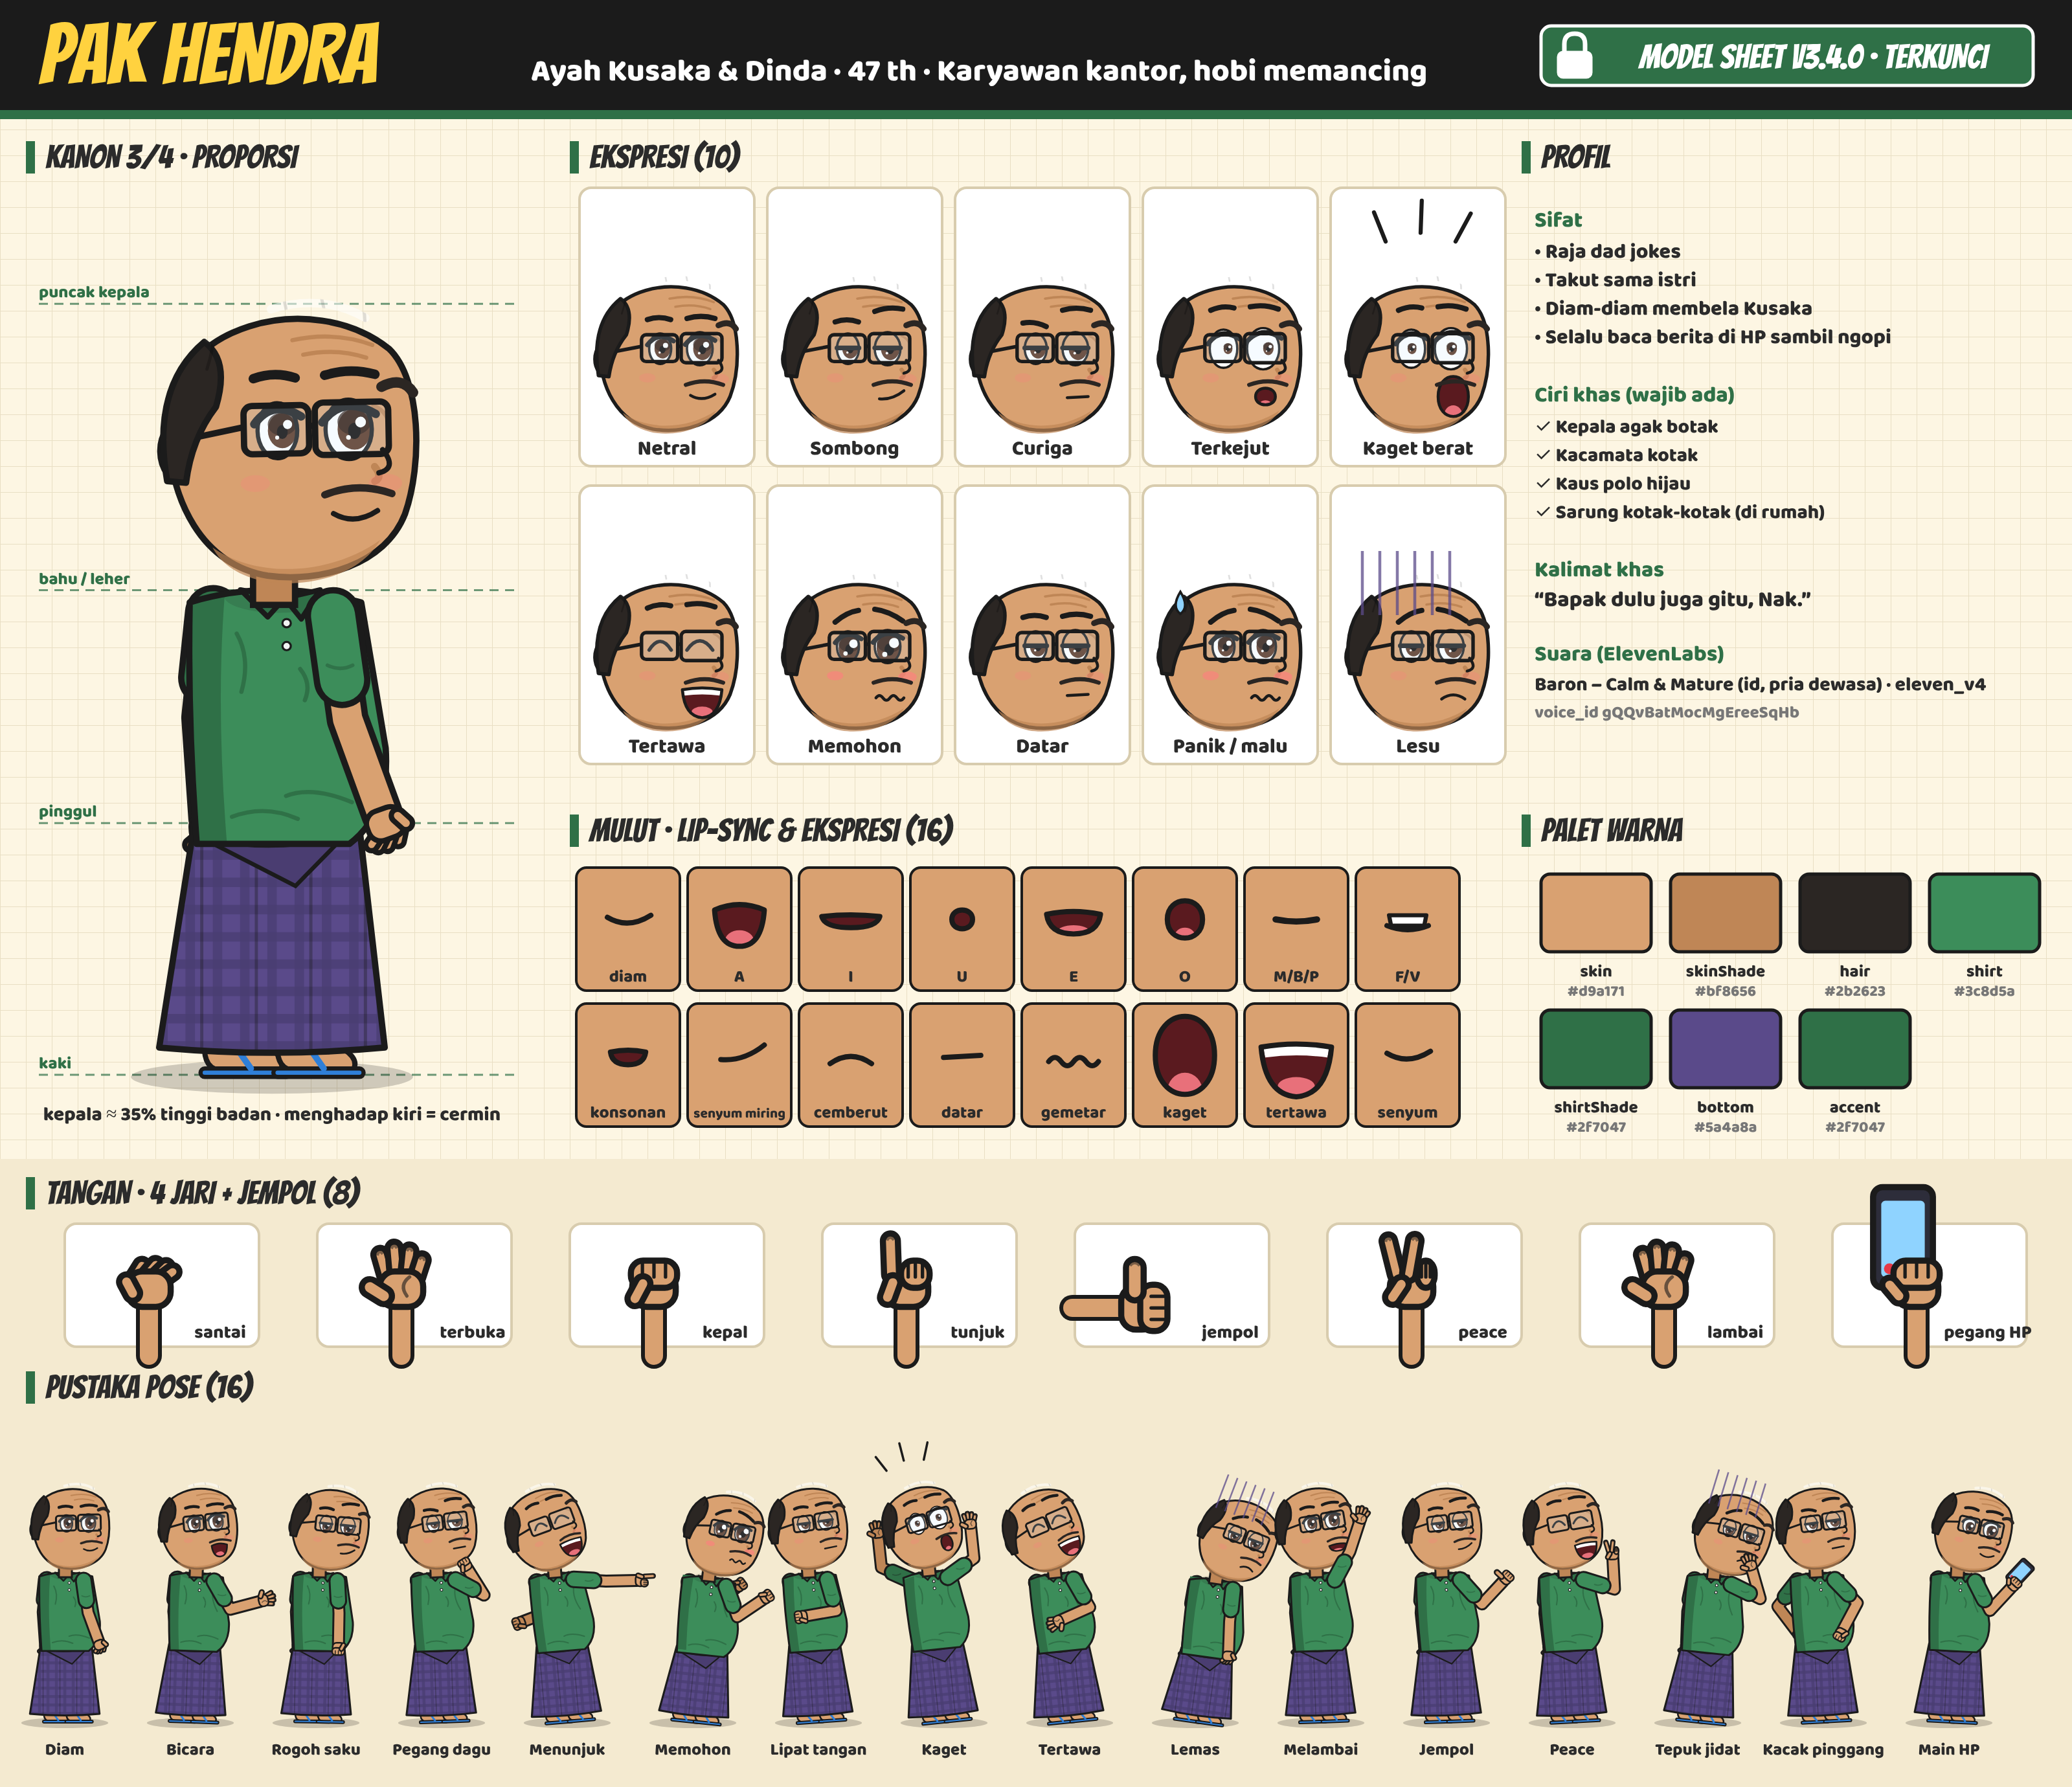 PAK HENDRA
Ayah Kusaka & Dinda · 47 th · Karyawan kantor, hobi memancing
MODEL SHEET V3.4.0 · TERKUNCI
KANON 3/4 · PROPORSI
puncak kepala
bahu / leher
pinggul
kaki
kepala ≈ 35% tinggi badan · menghadap kiri = cermin
EKSPRESI (10)
Netral
Sombong
Curiga
Terkejut
Kaget berat
Tertawa
Memohon
Datar
Panik / malu
Lesu
MULUT · LIP-SYNC & EKSPRESI (16)
diam
A
I
U
E
O
M/B/P
F/V
konsonan
senyum miring
cemberut
datar
gemetar
kaget
tertawa
senyum
PROFIL
Sifat
• Raja dad jokes
• Takut sama istri
• Diam-diam membela Kusaka
• Selalu baca berita di HP sambil ngopi
Ciri khas (wajib ada)
✓ Kepala agak botak
✓ Kacamata kotak
✓ Kaus polo hijau
✓ Sarung kotak-kotak (di rumah)
Kalimat khas
“Bapak dulu juga gitu, Nak.”
Suara (ElevenLabs)
Baron – Calm & Mature (id, pria dewasa) · eleven_v4
voice_id gQQvBatMocMgEreeSqHb
PALET WARNA
skin
#d9a171
skinShade
#bf8656
hair
#2b2623
shirt
#3c8d5a
shirtShade
#2f7047
bottom
#5a4a8a
accent
#2f7047
TANGAN · 4 JARI + JEMPOL (8)
santai
terbuka
kepal
tunjuk
jempol
peace
lambai
pegang HP
PUSTAKA POSE (16)
Diam
Bicara
Rogoh saku
Pegang dagu
Menunjuk
Memohon
Lipat tangan
Kaget
Tertawa
Lemas
Melambai
Jempol
Peace
Tepuk jidat
Kacak pinggang
Main HP